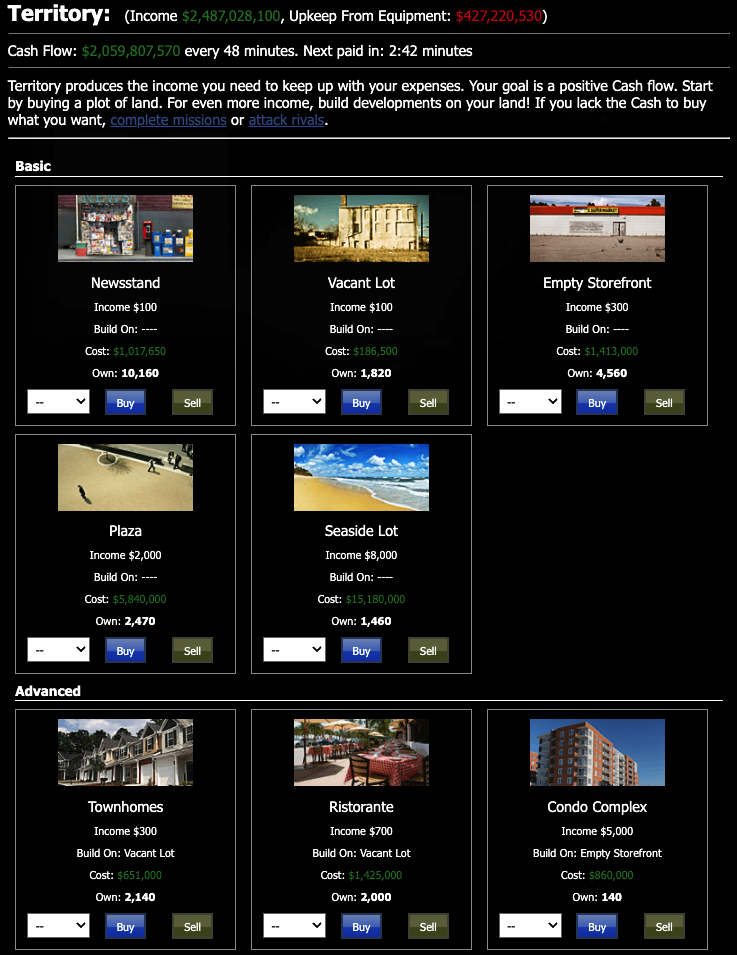 Territory: (Income $2,487,028,100, Upkeep From Equipment: $427,220,530)
Cash Flow: $2,059,807,570 every 48 minutes. Next paid in: 2:42 minutes
Territory produces the income you need to keep up with your expenses. Your goal is a positive Cash flow. Start
by buying a plot of land. For even more income, build developments on your land! If you lack the Cash to buy
what you want, complete missions or attack rivals.
Basic
Newsstand
Income $100
Build On: ----
Cost: $1,017,650
Own: 10,160
-- Buy Sell
Vacant Lot
Income $100
Build On: ----
Cost: $186,500
Own: 1,820
-- Buy Sell
Empty Storefront
Income $300
Build On: ----
Cost: $1,413,000
Own: 4,560
-- Buy Sell
Plaza
Income $2,000
Build On: ----
Cost: $5,840,000
Own: 2,470
-- Buy Sell
Seaside Lot
Income $8,000
Build On: ----
Cost: $15,180,000
Own: 1,460
-- Buy Sell
Advanced
Townhomes
Income $300
Build On: Vacant Lot
Cost: $651,000
Own: 2,140
-- Buy Sell
Ristorante
Income $700
Build On: Vacant Lot
Cost: $1,425,000
Own: 2,000
-- Buy Sell
Condo Complex
Income $5,000
Build On: Empty Storefront
Cost: $860,000
Own: 140
-- Buy Sell